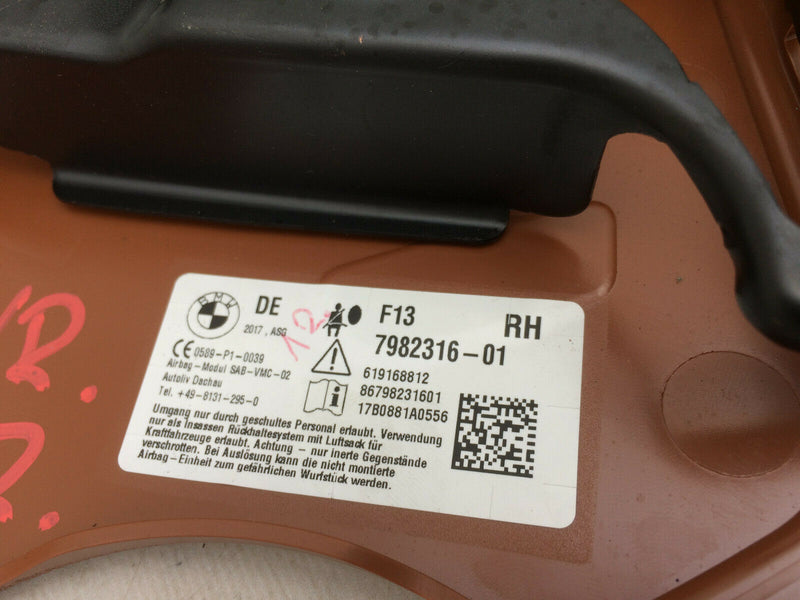 BMW
DE
2017, ASG
12.
F13
RH
7982316-01
CE 0589-P1-0039
Airbag-Modul SAB-VMC-02
Autoliv Dachau
Tel. +49-8131-295-0
619168812
86798231601
17B0881A0556
Umgang nur durch geschultes Personal erlaubt. Verwendung
nur als Insassen Rückhaltesystem mit Luftsack für
Kraftfahrzeuge erlaubt. Achtung - nur inerte Gegenstände
verschrotten. Bei Auslösung kann die nicht montierte
Airbag-Einheit zum gefährlichen Wurfstück werden.